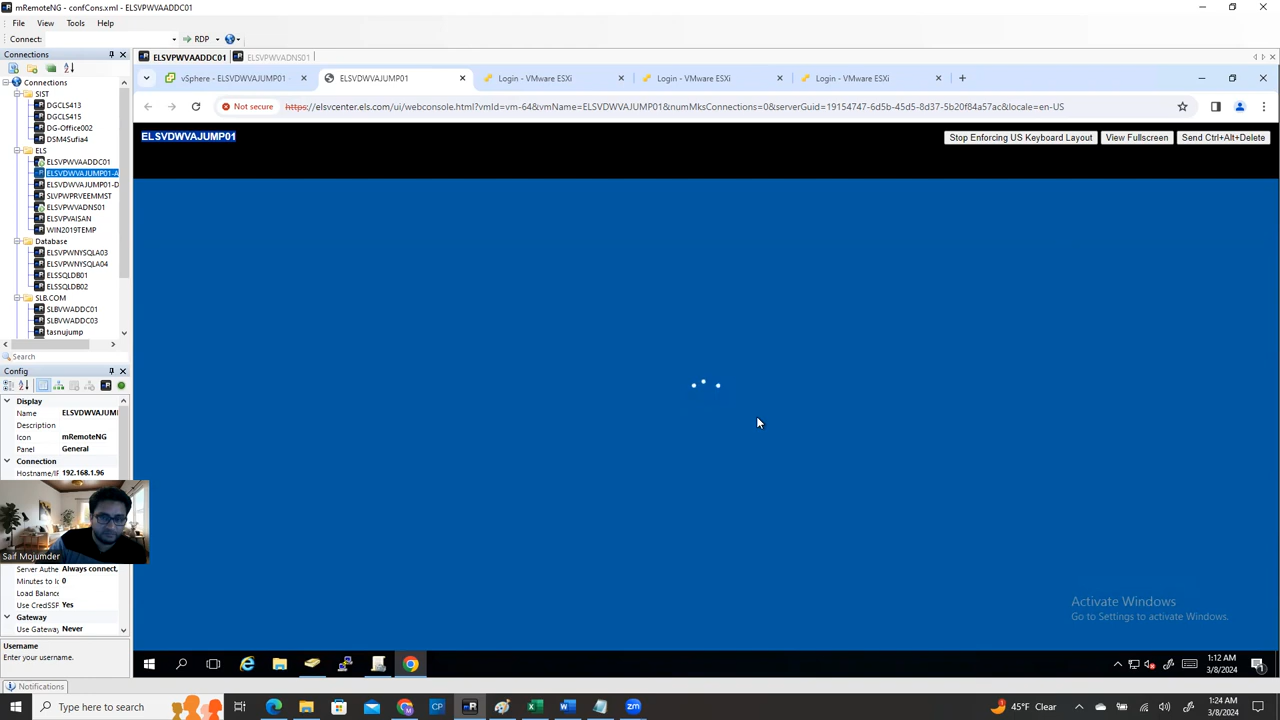 mRemoteNG - confCons.xml - ELSVPWVAADDC01
File View Tools Help
Connect: RDP
Connections
ELSVPWVAADDC01 ELSVPWVADNS01
vSphere - ELSVDWVAJUMP01 ELSVDWVAJUMP01 Login - VMware ESXi Login - VMware ESXi Login - VMware ESXi
Not secure https://elsvcenter.els.com/ui/webconsole.html?vmId=vm-64&vmName=ELSVDWVAJUMP01&numMksConnections=0&serverGuid=19154747-6d5b-45d5-8d37-5b20f84a57ac&locale=en-US
ELSVDWVAJUMP01 Stop Enforcing US Keyboard Layout View Fullscreen Send Ctrl+Alt+Delete
Connections
SIST
DGCLS413
DGCLS415
DG-Office002
DSM4Sufia4
ELS
ELSVPWVAADDC01
ELSVDWVAJUMP01-A
ELSVDWVAJUMP01-D
SLVPWPRVEEMMST
ELSVPWVADNS01
ELSVPVAISAN
WIN2019TEMP
Database
ELSVPWNYSQLA03
ELSVPWNYSQLA04
ELSSQLDB01
ELSSQLDB02
SLB.COM
SLBVWADDC01
SLBVWADDC03
tasnujump
Search
Config
Display
Name ELSVDWVAJUM
Description
Icon mRemoteNG
Panel General
Connection
Hostname/IP 192.168.1.96
Saif Mojumder
Server Authe Always connect,
Minutes to Ic 0
Load Balance
Use CredSSP Yes
Gateway
Use Gateway Never
Username
Enter your username.
Notifications
Activate Windows
Go to Settings to activate Windows.
1:12 AM
3/8/2024
Type here to search
45°F Clear
1:24 AM
3/8/2024